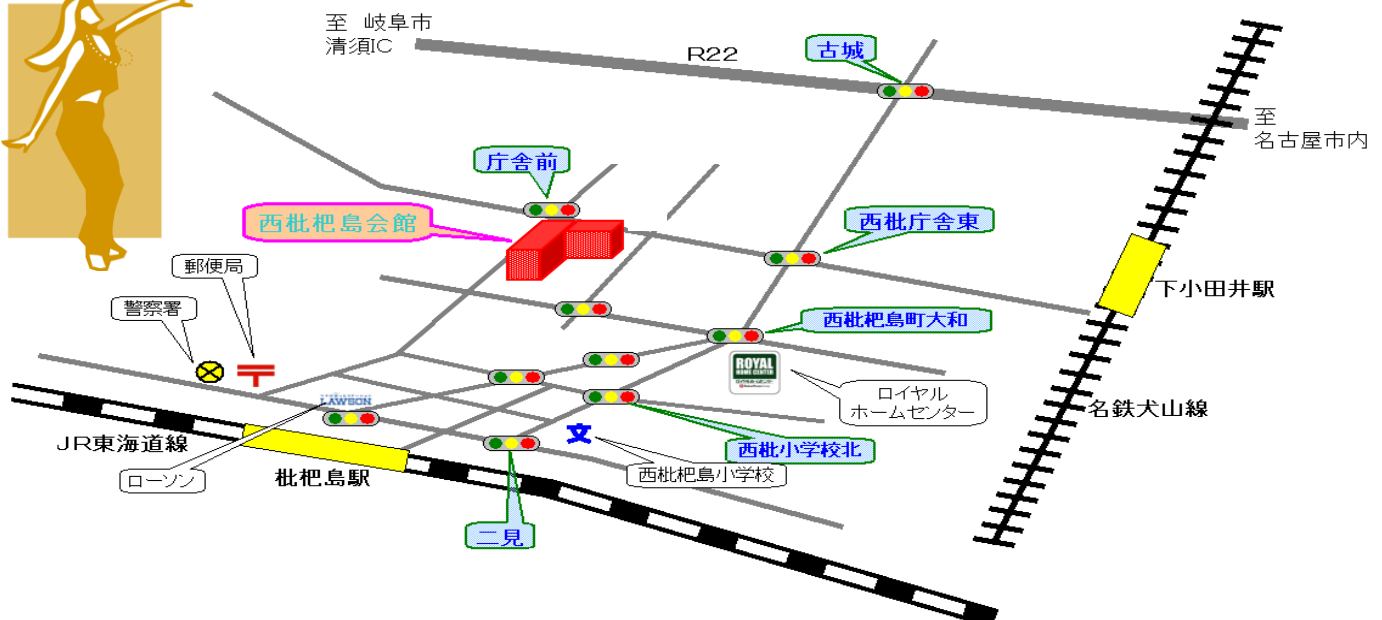 至 岐阜市
清須IC
R22
古城
至
名古屋市内
庁舎前
西枇杷島会館
西枇庁舎東
郵便局
警察署
下小田井駅
西枇杷島町大和
ROYAL
HOME CENTER
ロイヤル
ホームセンター
LAWSON
名鉄犬山線
JR東海道線
西枇小学校北
枇杷島駅
西枇杷島小学校
ローソン
二見